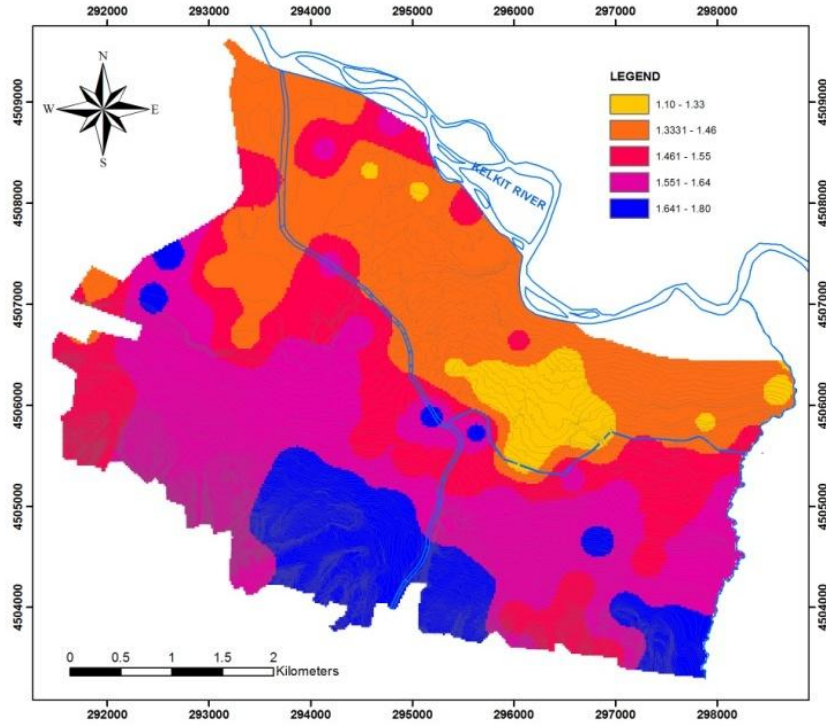 292000 293000 294000 295000 296000 297000 298000
N
W E
S
LEGEND
1.10 - 1.33
1.3331 - 1.46
1.461 - 1.55
1.551 - 1.64
1.641 - 1.80
KELKIT RIVER
4509000 4509000
4508000 4508000
4507000 4507000
4506000 4506000
4505000 4505000
4504000 4504000
0 0.5 1 1.5 2
Kilometers
292000 293000 294000 295000 296000 297000 298000